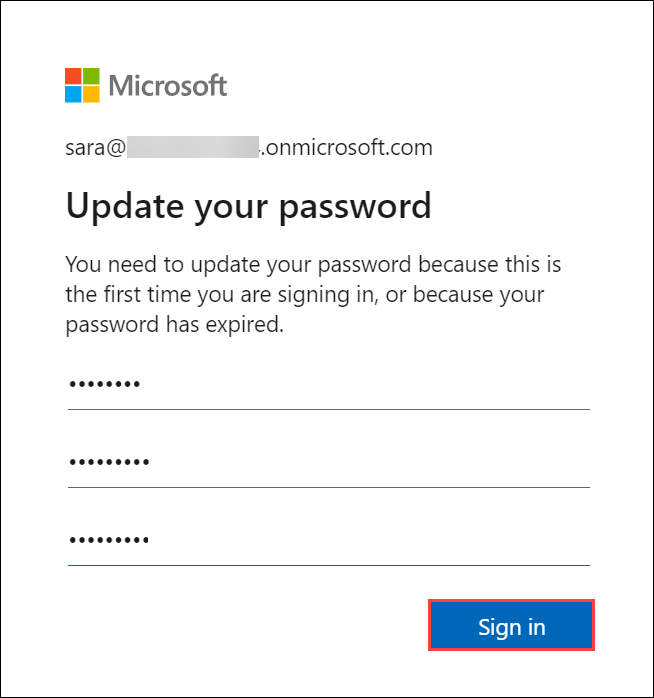 Microsoft
sara@ .onmicrosoft.com
Update your password
You need to update your password because this is
the first time you are signing in, or because your
password has expired.
••••••••
•••••••••
•••••••••
Sign in